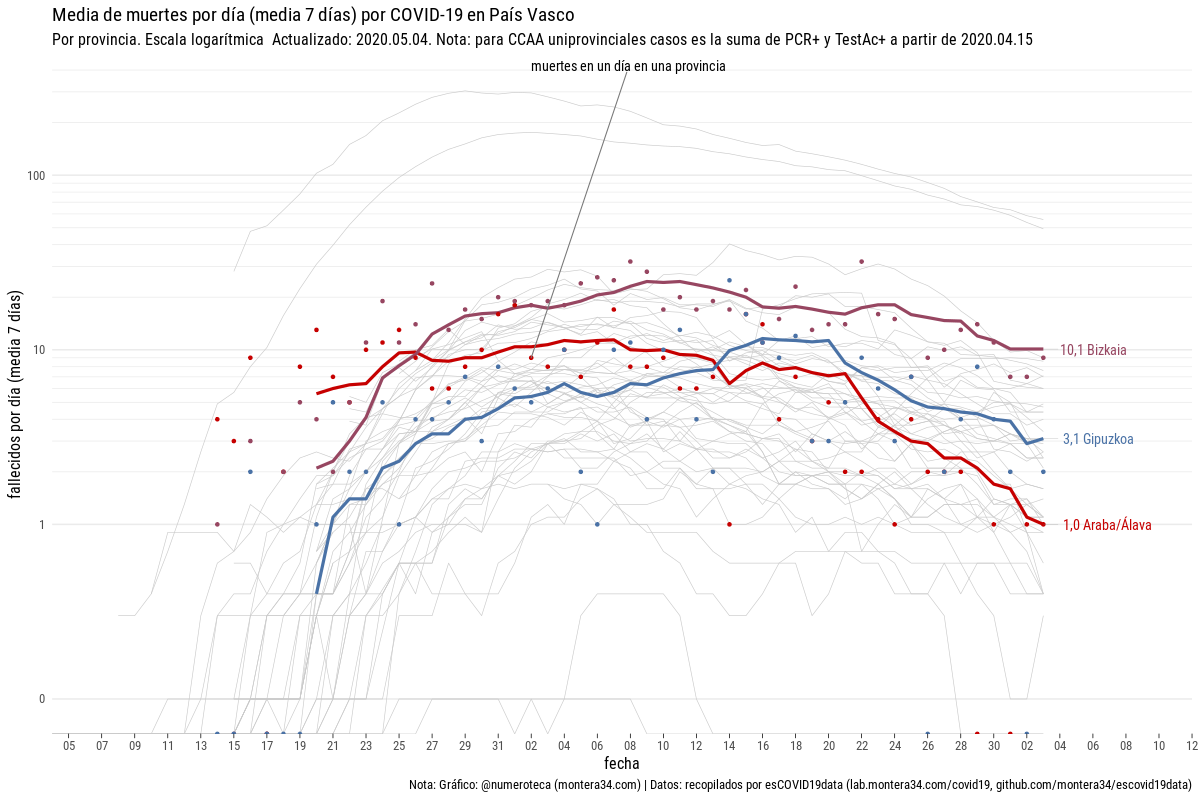 Media de muertes por día (media 7 días) por COVID-19 en País Vasco
Por provincia. Escala logarítmica  Actualizado: 2020.05.04. Nota: para CCAA uniprovinciales casos es la suma de PCR+ y TestAc+ a partir de 2020.04.15
muertes en un día en una provincia
fallecidos por día (media  7 días)
100
10
1
0
10,1 Bizkaia
3,1 Gipuzkoa
1,0 Araba/Álava
05 07 09 11 13 15 17 19 21 23 25 27 29 31 02 04 06 08 10 12 14 16 18 20 22 24 26 28 30 02 04 06 08 10 12
fecha
Nota: Gráfico: @numeroteca (montera34.com) | Datos: recopilados por esCOVID19data (lab.montera34.com/covid19, github.com/montera34/escovid19data)